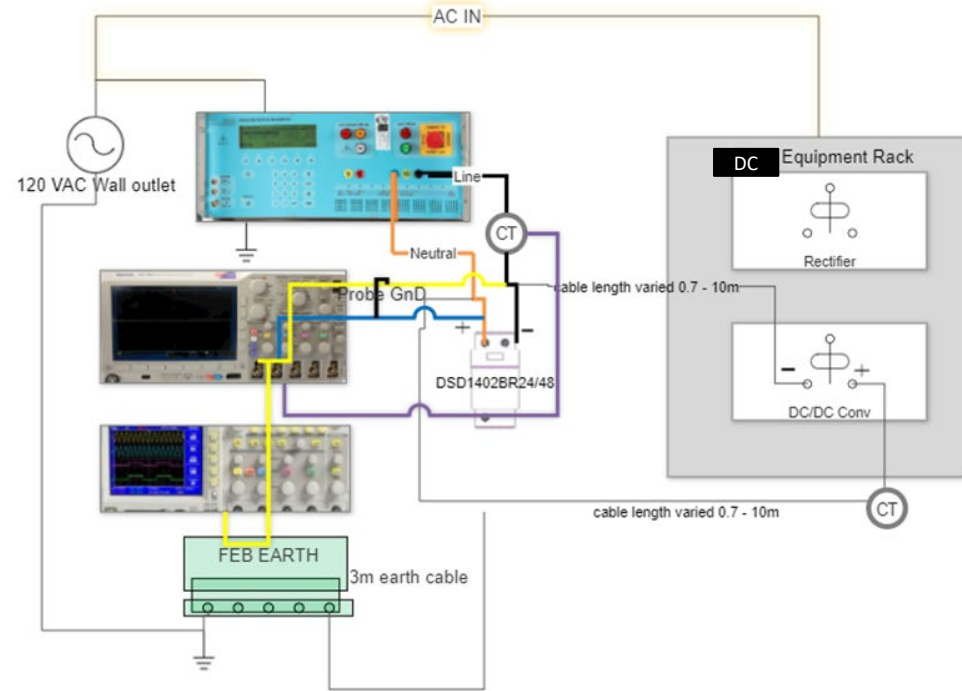 AC IN
120 VAC Wall outlet
Line
CT
Neutral
DC Equipment Rack
Rectifier
Probe GnD
cable length varied 0.7 - 10m
+
-
DSD1402BR24/48
-
+
DC/DC Conv
cable length varied 0.7 - 10m
CT
FEB EARTH
3m earth cable